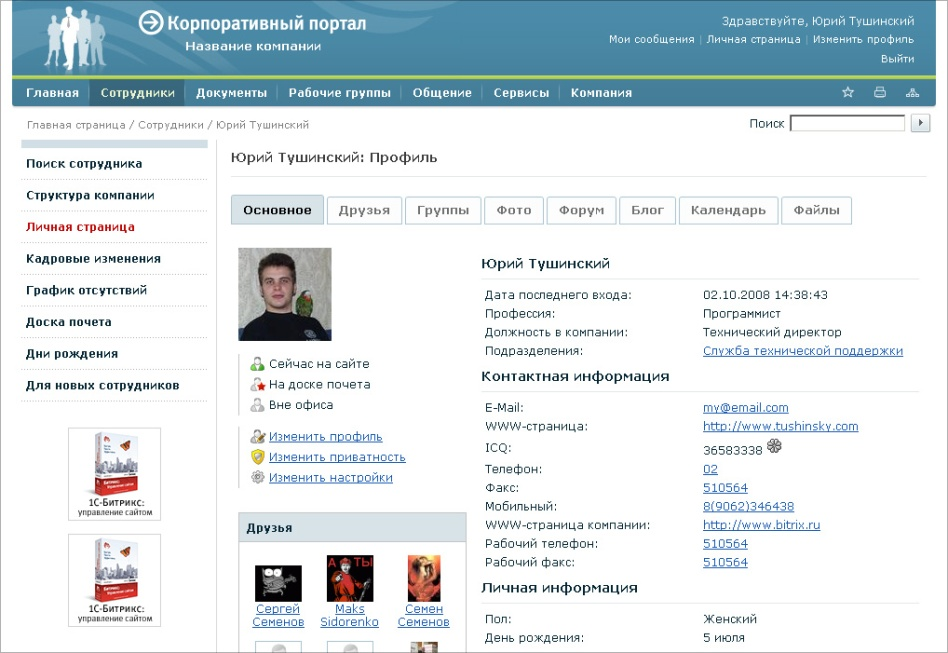 Корпоративный портал
Название компании
Здравствуйте, Юрий Тушинский
Мои сообщения | Личная страница | Изменить профиль
Выйти
Главная Сотрудники Документы Рабочие группы Общение Сервисы Компания
Главная страница / Сотрудники / Юрий Тушинский
Поиск
Поиск сотрудника
Структура компании
Личная страница
Кадровые изменения
График отсутствий
Доска почета
Дни рождения
Для новых сотрудников
1С-БИТРИКС:
управление сайтом
1С-БИТРИКС:
управление сайтом
Юрий Тушинский: Профиль
Основное Друзья Группы Фото Форум Блог Календарь Файлы
Сейчас на сайте
На доске почета
Вне офиса
Изменить профиль
Изменить приватность
Изменить настройки
Друзья
А ТЫ
Сергей Семенов
Maks Sidorenko
Семен Семенов
Юрий Тушинский
Дата последнего входа: 02.10.2008 14:38:43
Профессия: Программист
Должность в компании: Технический директор
Подразделения: Служба технической поддержки
Контактная информация
E-Mail: my@email.com
WWW-страница: http://www.tushinsky.com
ICQ: 36583338
Телефон: 02
Факс: 510564
Мобильный: 8(9062)346438
WWW-страница компании: http://www.bitrix.ru
Рабочий телефон: 510564
Рабочий факс: 510564
Личная информация
Пол: Женский
День рождения: 5 июля